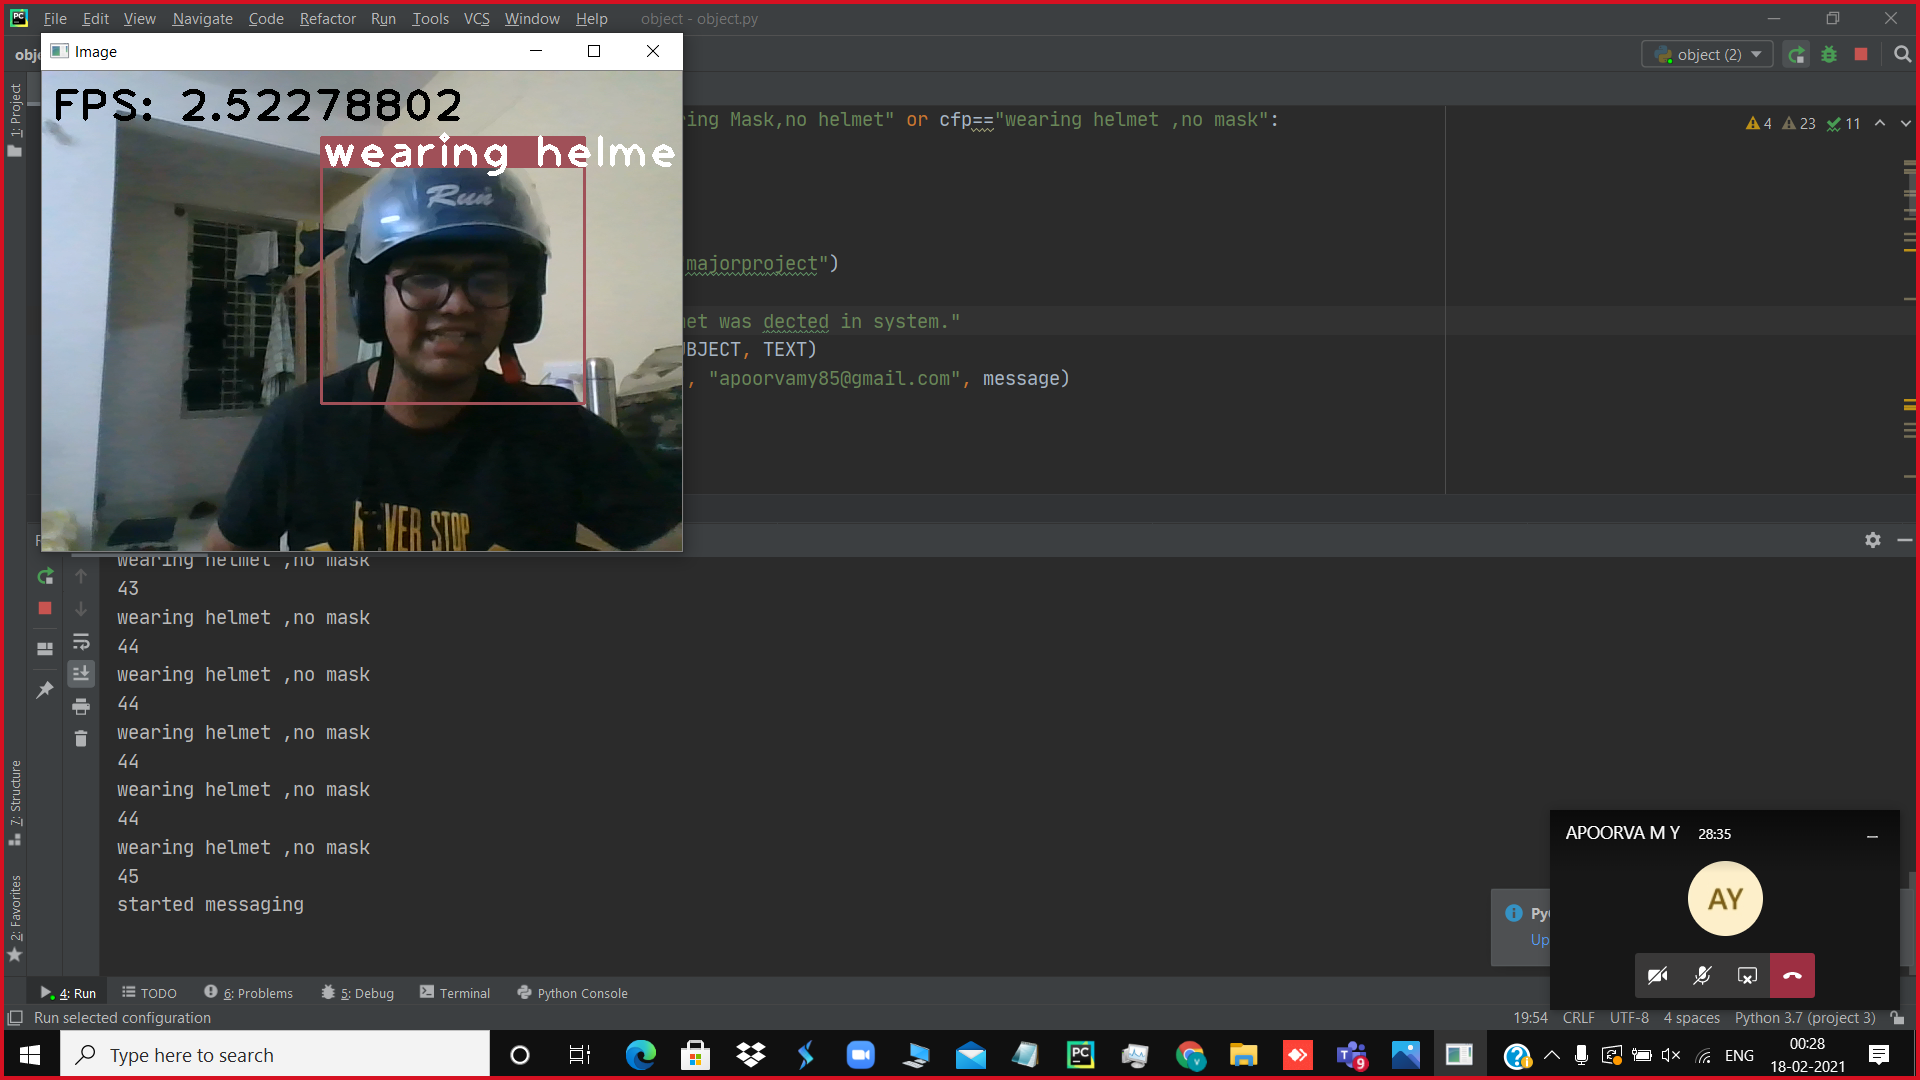 File Edit View Navigate Code Refactor Run Tools VCS Window Help object - object.py
object (2)
Image
FPS: 2.52278802
wearing helme
Run
1: Project
ring Mask,no helmet" or cfp=="wearing helmet ,no mask":
4 23 11
majorproject")
et was dected in system."
BJECT, TEXT)
, "apoorvamy85@gmail.com", message)
STOP
wearing helmet ,no mask
43
wearing helmet ,no mask
44
wearing helmet ,no mask
44
wearing helmet ,no mask
44
wearing helmet ,no mask
44
wearing helmet ,no mask
45
started messaging
7: Structure
2: Favorites
APOORVA M Y 28:35
AY
4: Run TODO 6: Problems 5: Debug Terminal Python Console
Run selected configuration
19:54 CRLF UTF-8 4 spaces Python 3.7 (project 3)
Type here to search
9
ENG
00:28
18-02-2021